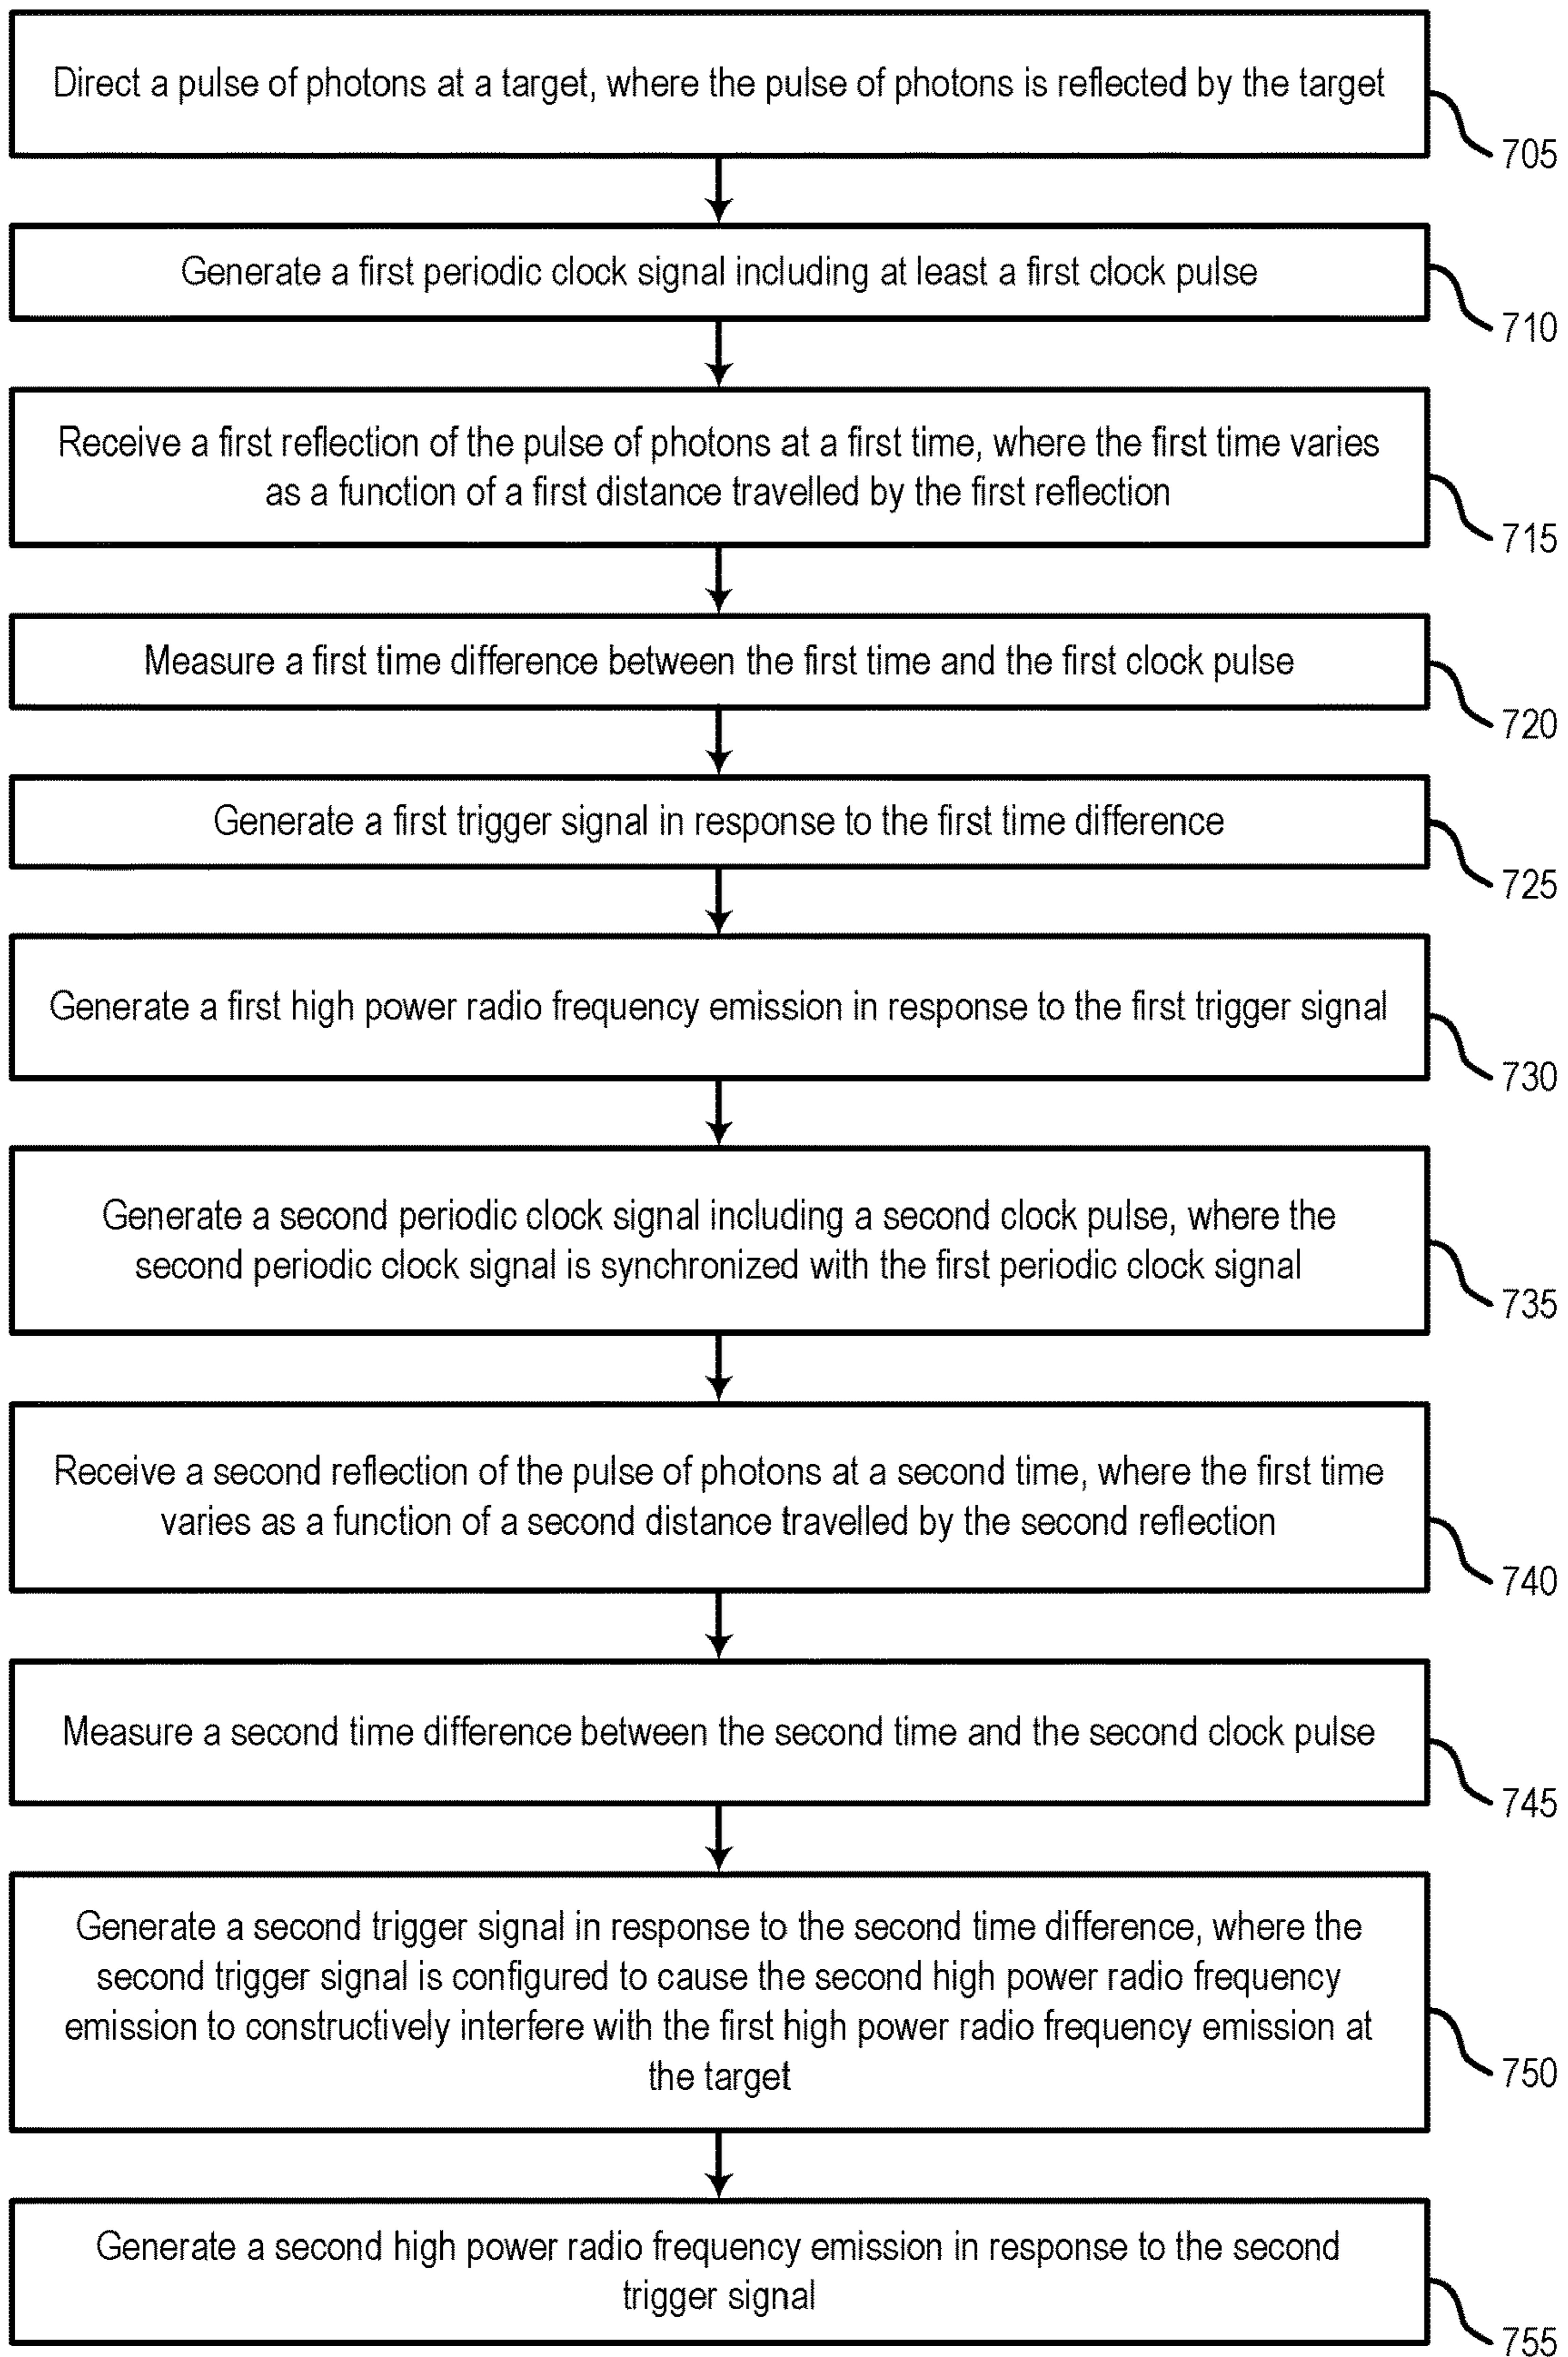 Direct a pulse of photons at a target, where the pulse of photons is reflected by the target
705
Generate a first periodic clock signal including at least a first clock pulse
710
Receive a first reflection of the pulse of photons at a first time, where the first time varies
as a function of a first distance travelled by the first reflection
715
Measure a first time difference between the first time and the first clock pulse
720
Generate a first trigger signal in response to the first time difference
725
Generate a first high power radio frequency emission in response to the first trigger signal
730
Generate a second periodic clock signal including a second clock pulse, where the
second periodic clock signal is synchronized with the first periodic clock signal
735
Receive a second reflection of the pulse of photons at a second time, where the first time
varies as a function of a second distance travelled by the second reflection
740
Measure a second time difference between the second time and the second clock pulse
745
Generate a second trigger signal in response to the second time difference, where the
second trigger signal is configured to cause the second high power radio frequency
emission to constructively interfere with the first high power radio frequency emission at
the target
750
Generate a second high power radio frequency emission in response to the second
trigger signal
755